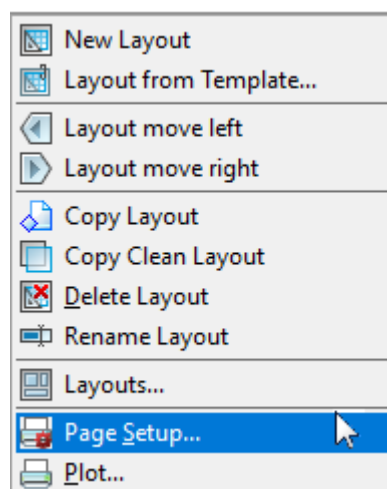 New Layout
Layout from Template...
Layout move left
Layout move right
Copy Layout
Copy Clean Layout
Delete Layout
Rename Layout
Layouts...
Page Setup...
Plot...